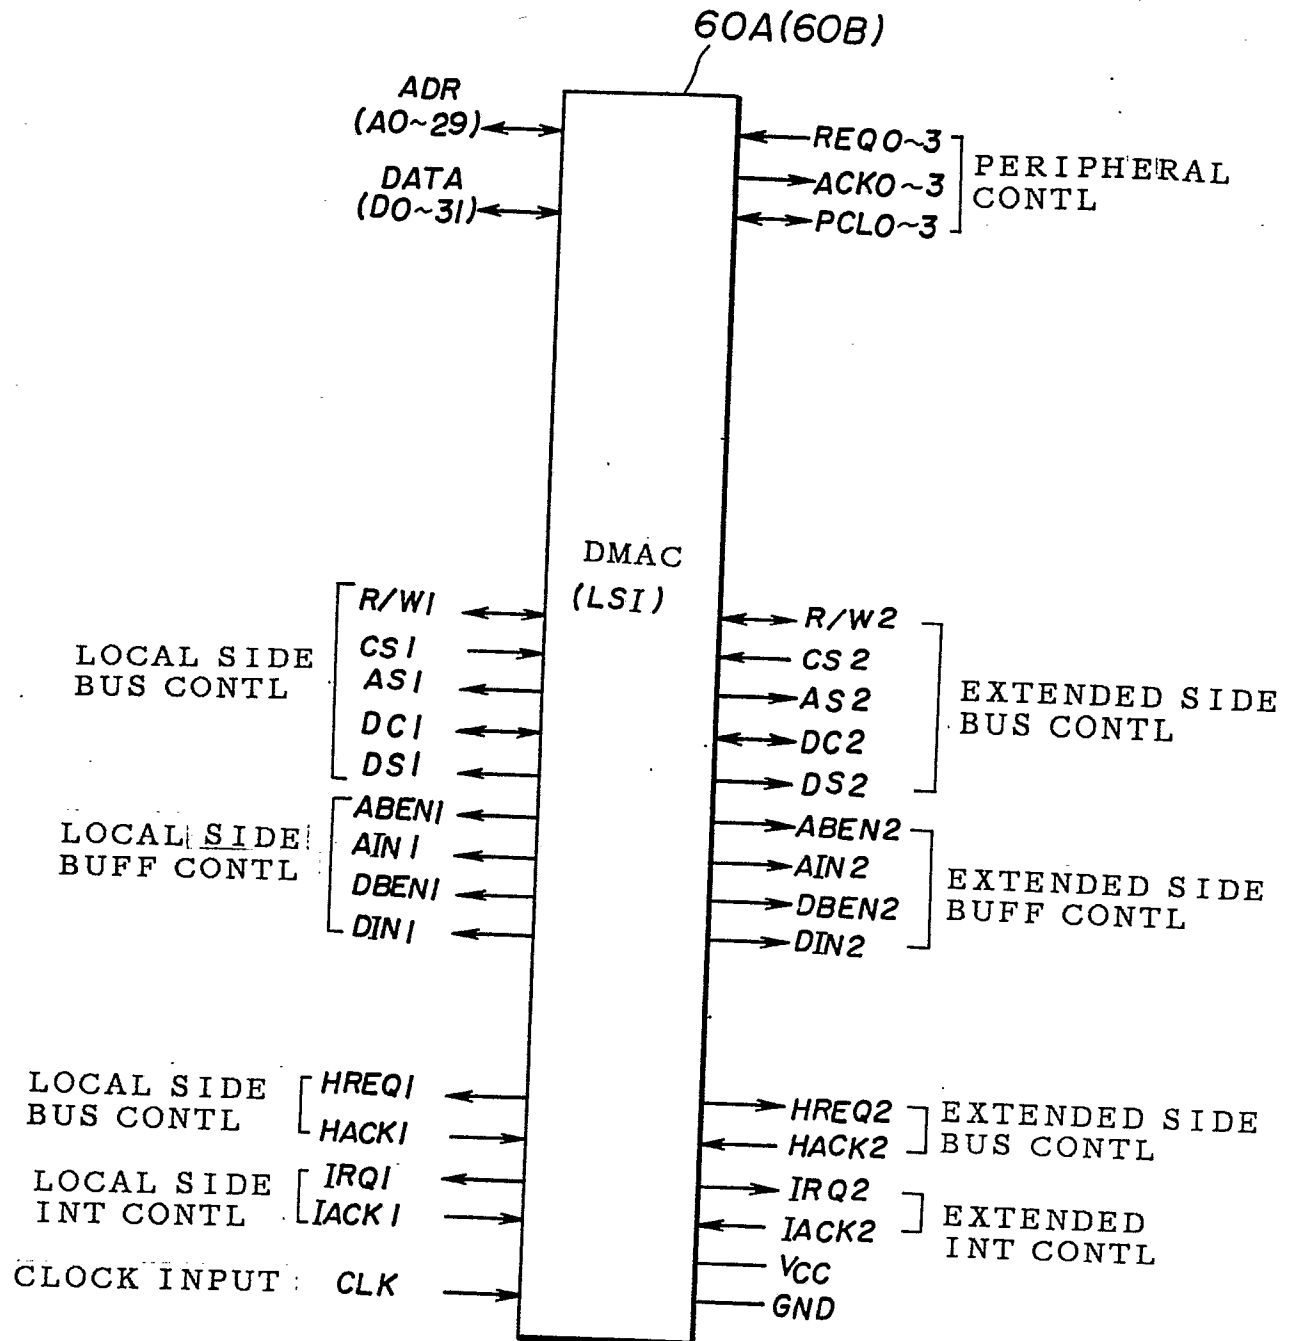 60A(60B)
ADR
(A0~29)
DATA
(D0~31)
REQ0~3
ACK0~3
PCL0~3
PERIPHERAL
CONTL
DMAC
(LSI)
LOCAL SIDE
BUS CONTL
R/W1
CS1
AS1
DC1
DS1
LOCAL SIDE
BUFF CONTL
ABEN1
AIN1
DBEN1
DIN1
LOCAL SIDE
BUS CONTL
HREQ1
HACK1
LOCAL SIDE
INT CONTL
IRQ1
IACK1
CLOCK INPUT
CLK
R/W2
CS2
AS2
DC2
DS2
EXTENDED SIDE
BUS CONTL
ABEN2
AIN2
DBEN2
DIN2
EXTENDED SIDE
BUFF CONTL
HREQ2
HACK2
EXTENDED SIDE
BUS CONTL
IRQ2
IACK2
EXTENDED
INT CONTL
VCC
GND